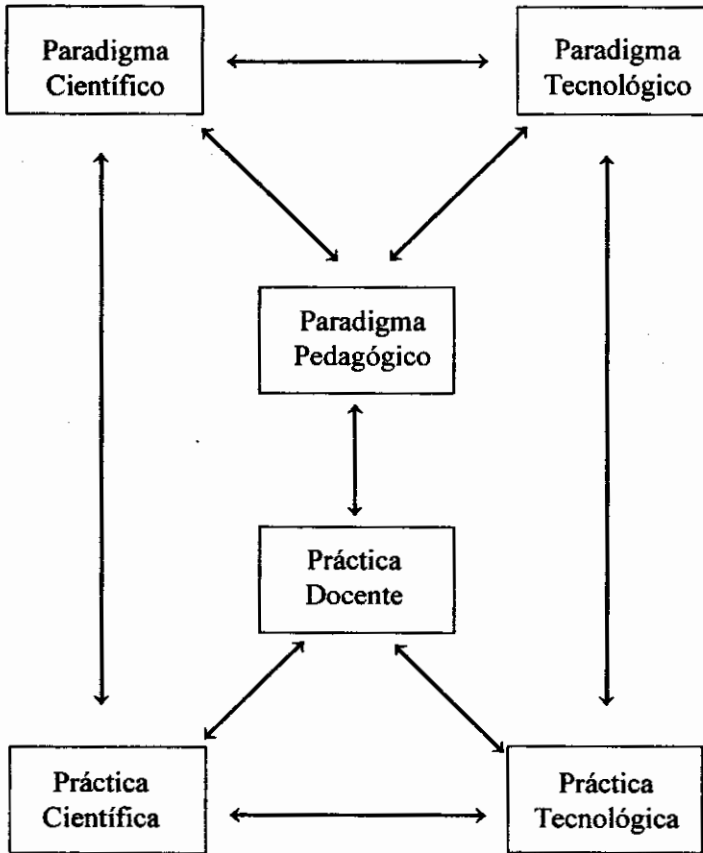 Paradigma
Científico
Paradigma
Tecnológico
Paradigma
Pedagógico
Práctica
Docente
Práctica
Científica
Práctica
Tecnológica